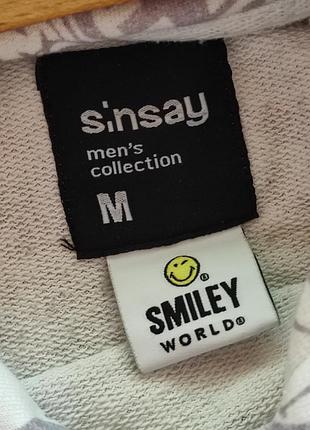 sinsay
men's
collection
M
®
SMILEY
WORLD®